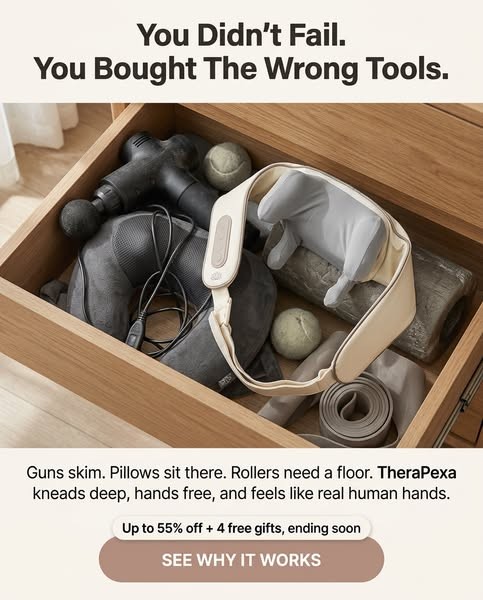 You Didn’t Fail.
You Bought The Wrong Tools.
Guns skim. Pillows sit there. Rollers need a floor. TheraPexa
kneads deep, hands free, and feels like real human hands.
Up to 55% off + 4 free gifts, ending soon
SEE WHY IT WORKS